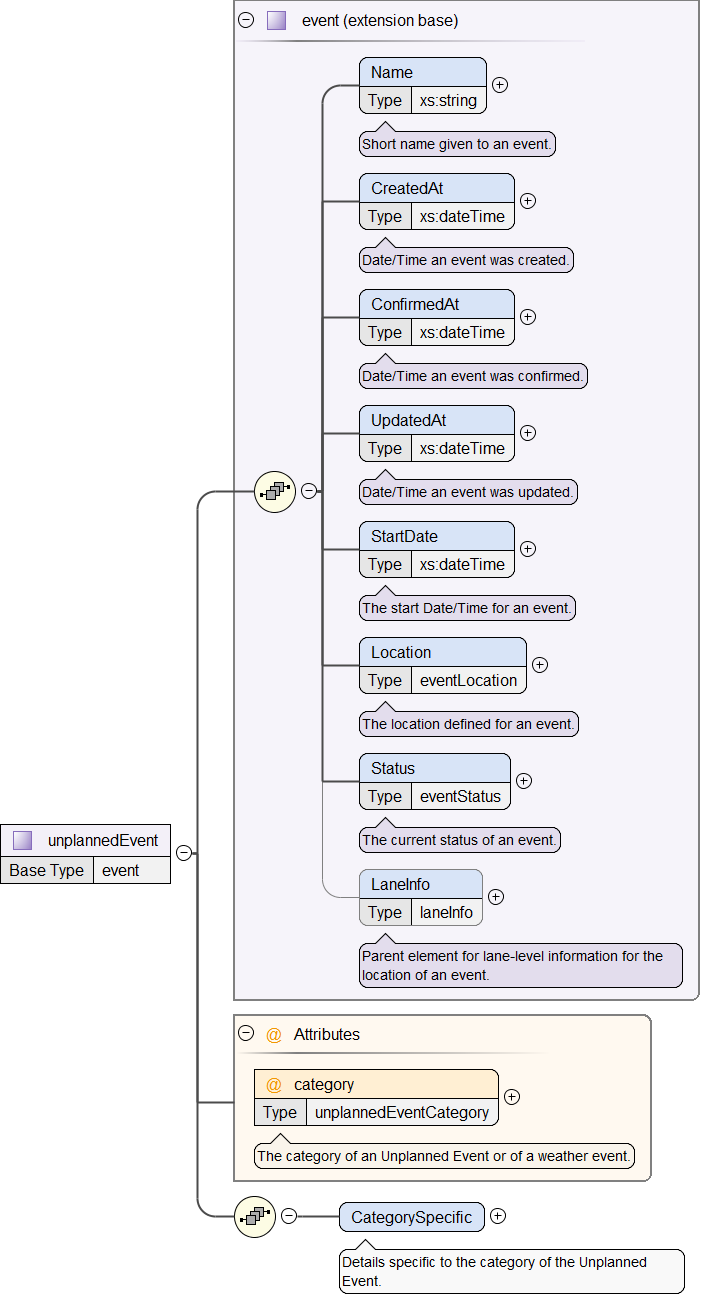 event (extension base)
Name
Type xs:string
Short name given to an event.
CreatedAt
Type xs:dateTime
Date/Time an event was created.
ConfirmedAt
Type xs:dateTime
Date/Time an event was confirmed.
UpdatedAt
Type xs:dateTime
Date/Time an event was updated.
StartDate
Type xs:dateTime
The start Date/Time for an event.
Location
Type eventLocation
The location defined for an event.
Status
Type eventStatus
The current status of an event.
unplannedEvent
Base Type event
LaneInfo
Type laneInfo
Parent element for lane-level information for the
location of an event.
@ Attributes
@ category
Type unplannedEventCategory
The category of an Unplanned Event or of a weather event.
CategorySpecific
Details specific to the category of the Unplanned
Event.